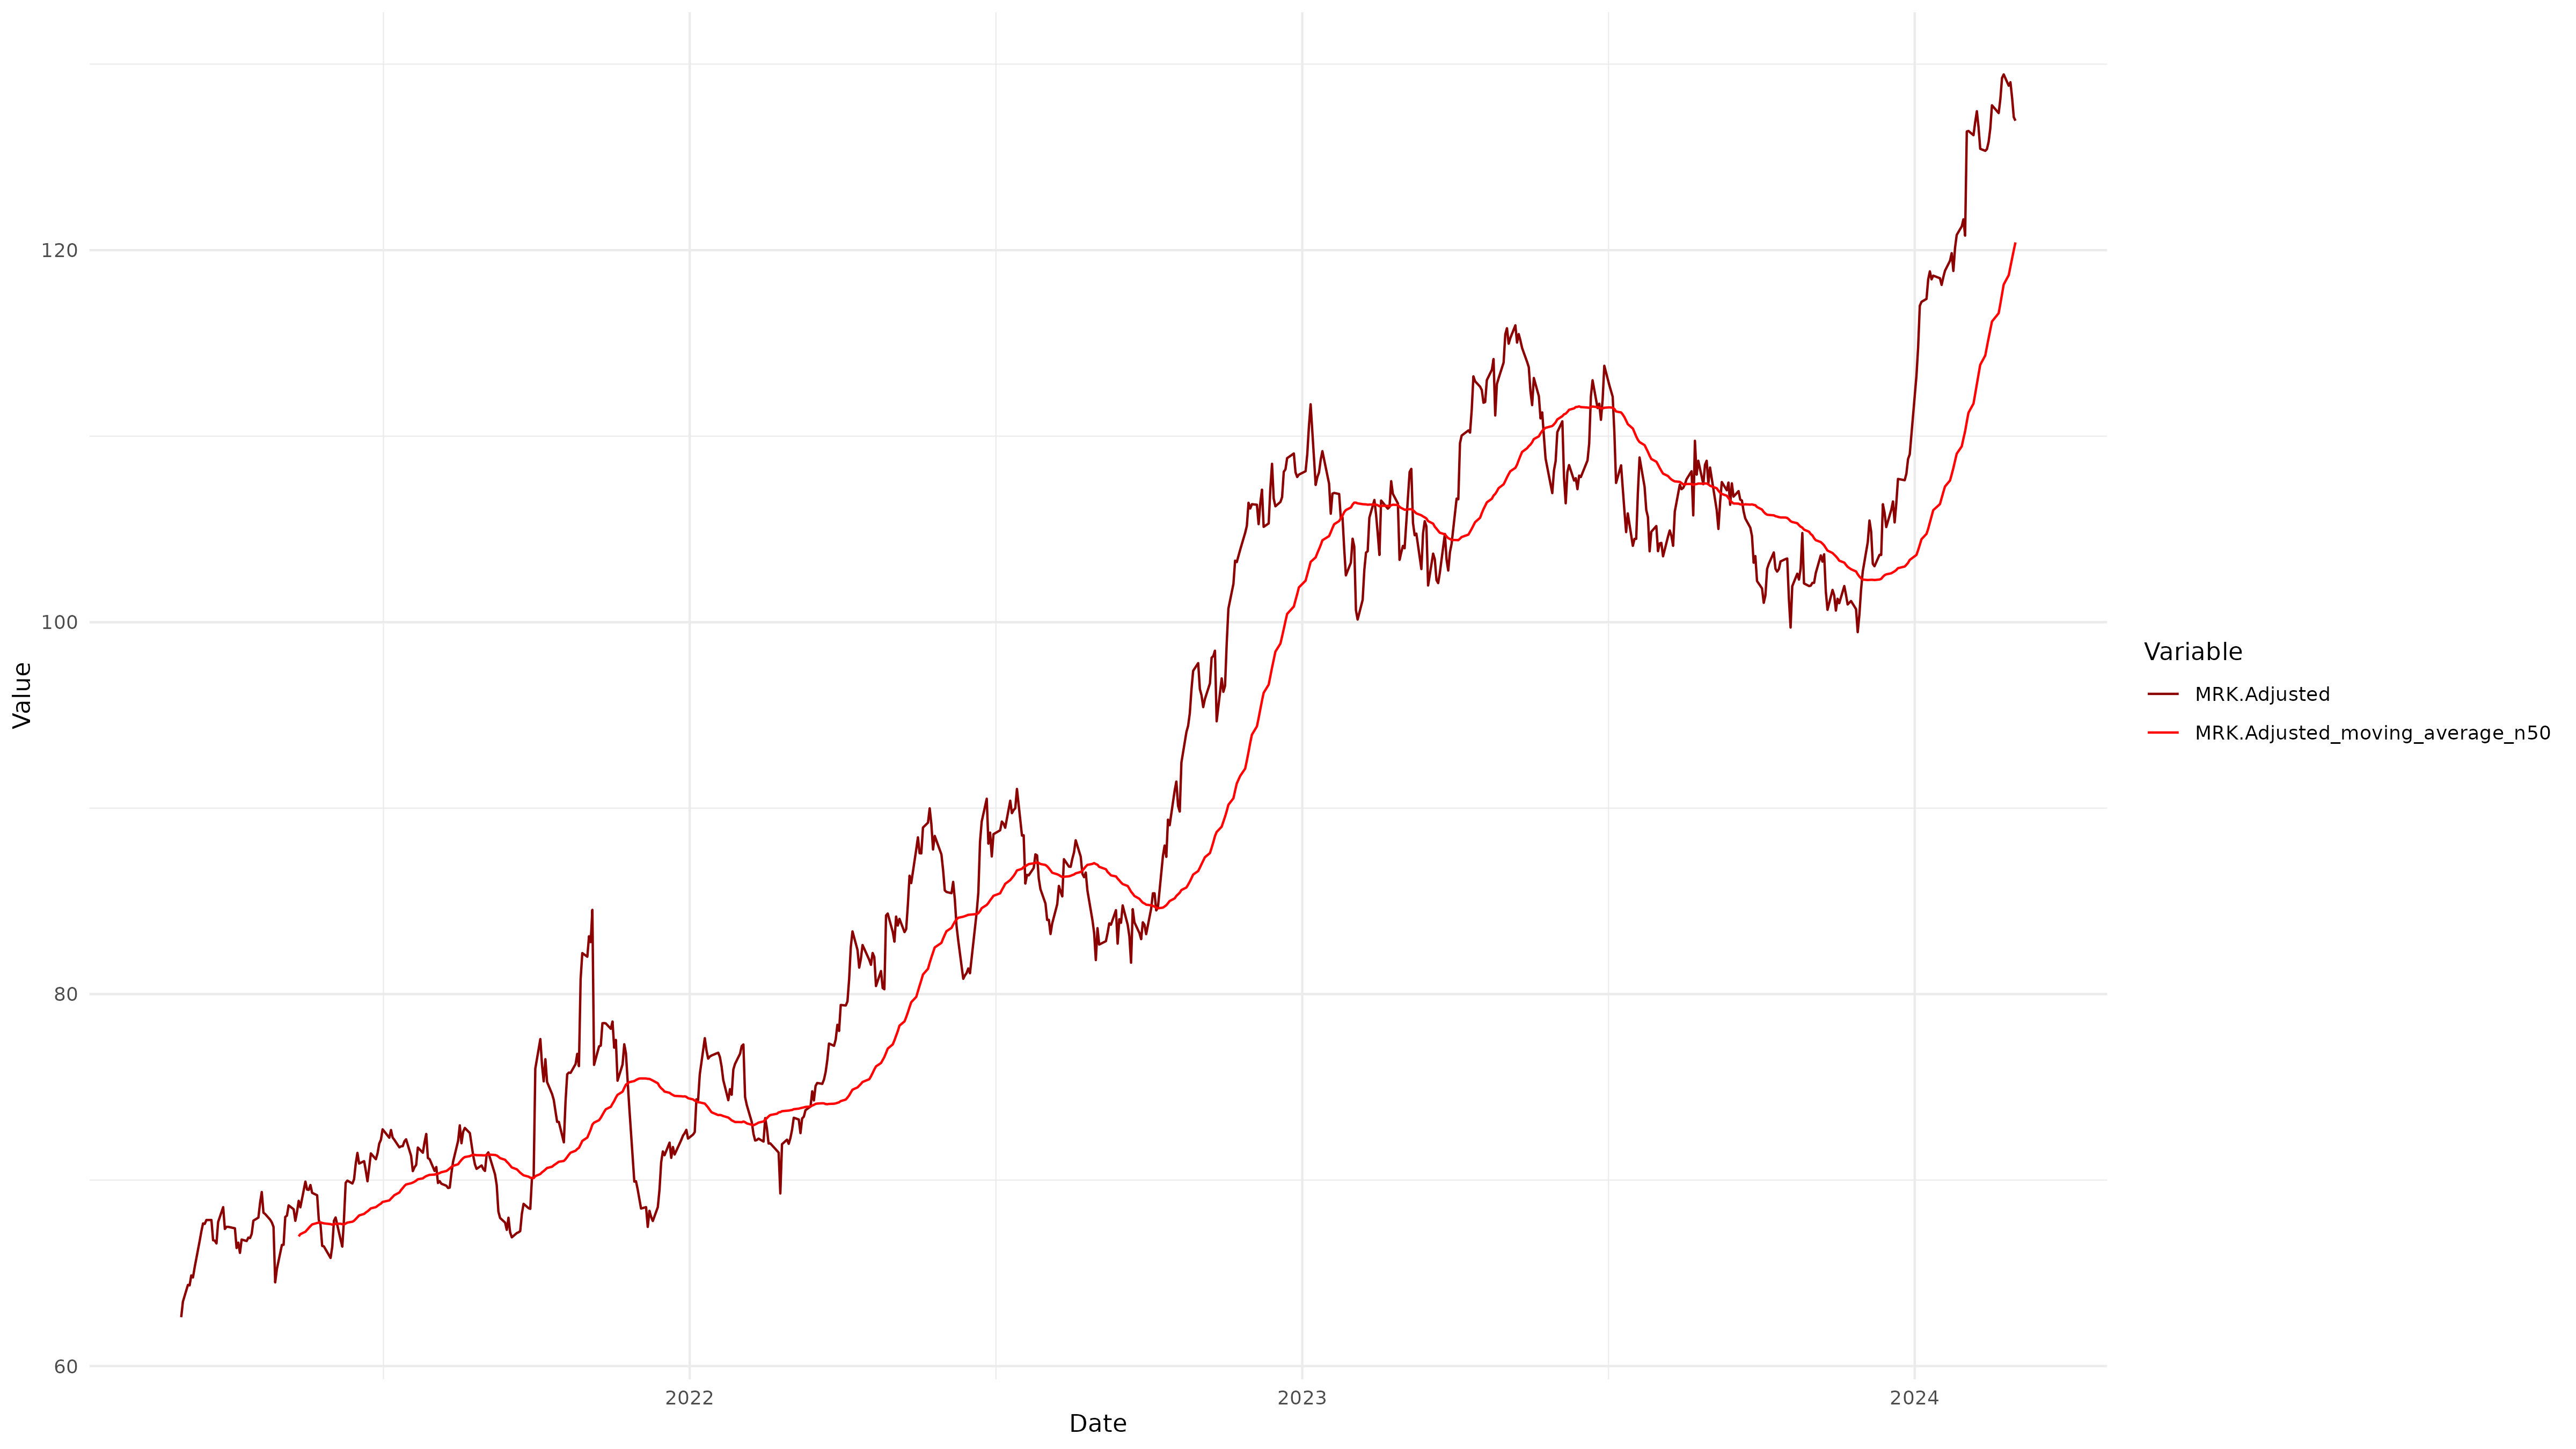 120
100
80
60
Value
2022
2023
2024
Date
Variable
MRK.Adjusted
MRK.Adjusted_moving_average_n50